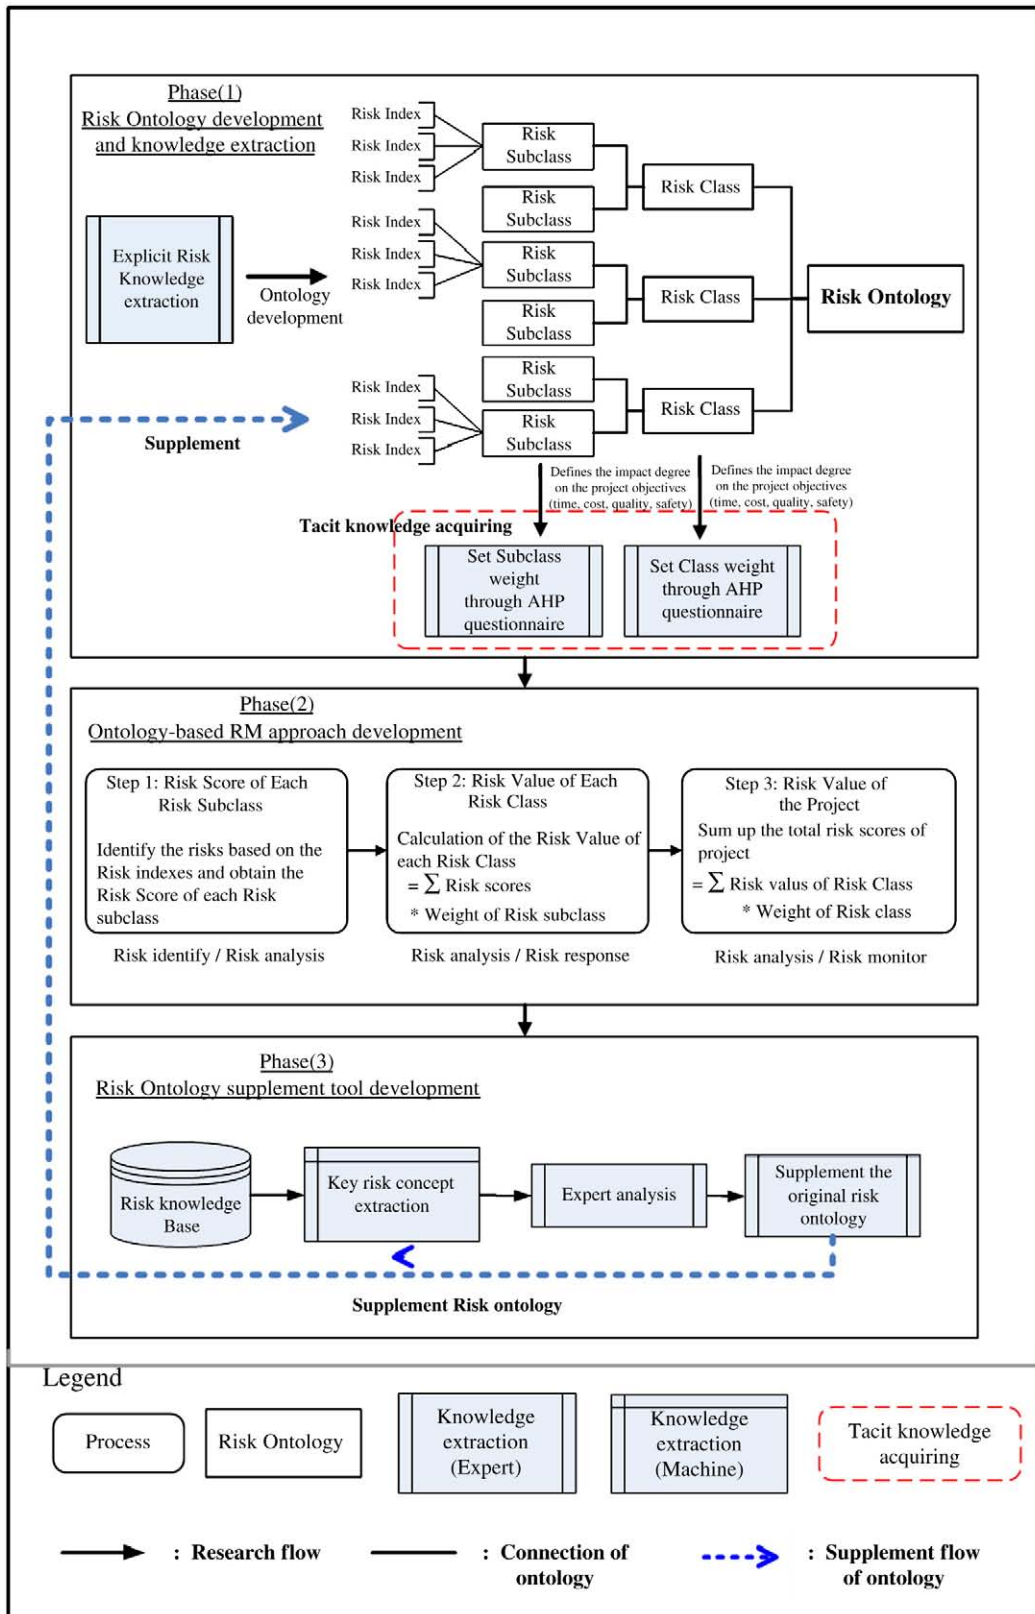 Phase(1)
Risk Ontology development
and knowledge extraction
Explicit Risk
Knowledge
extraction
Ontology
development
Risk Index
Risk Index
Risk Index
Risk Index
Risk Index
Risk Index
Risk Index
Risk Index
Risk Index
Risk
Subclass
Risk
Subclass
Risk
Subclass
Risk
Subclass
Risk
Subclass
Risk
Subclass
Risk Class
Risk Class
Risk Class
Risk Ontology
Supplement
Defines the impact degree
on the project objectives
(time, cost, quality, safety)
Defines the impact degree
on the project objectives
(time, cost, quality, safety)
Tacit knowledge acquiring
Set Subclass
weight
through AHP
questionnaire
Set Class weight
through AHP
questionnaire
Phase(2)
Ontology-based RM approach development
Step 1: Risk Score of Each
Risk Subclass
Identify the risks based on the
Risk indexes and obtain the
Risk Score of each Risk
subclass
Risk identify / Risk analysis
Step 2: Risk Value of Each
Risk Class
Calculation of the Risk Value of
each Risk Class
= ∑ Risk scores
* Weight of Risk subclass
Risk analysis / Risk response
Step 3: Risk Value of
the Project
Sum up the total risk scores of
project
= ∑ Risk valus of Risk Class
* Weight of Risk class
Risk analysis / Risk monitor
Phase(3)
Risk Ontology supplement tool development
Risk knowledge
Base
Key risk concept
extraction
Expert analysis
Supplement the
original risk
ontology
Supplement Risk ontology
Legend
Process
Risk Ontology
Knowledge
extraction
(Expert)
Knowledge
extraction
(Machine)
Tacit knowledge
acquiring
: Research flow
: Connection of
ontology
: Supplement flow
of ontology